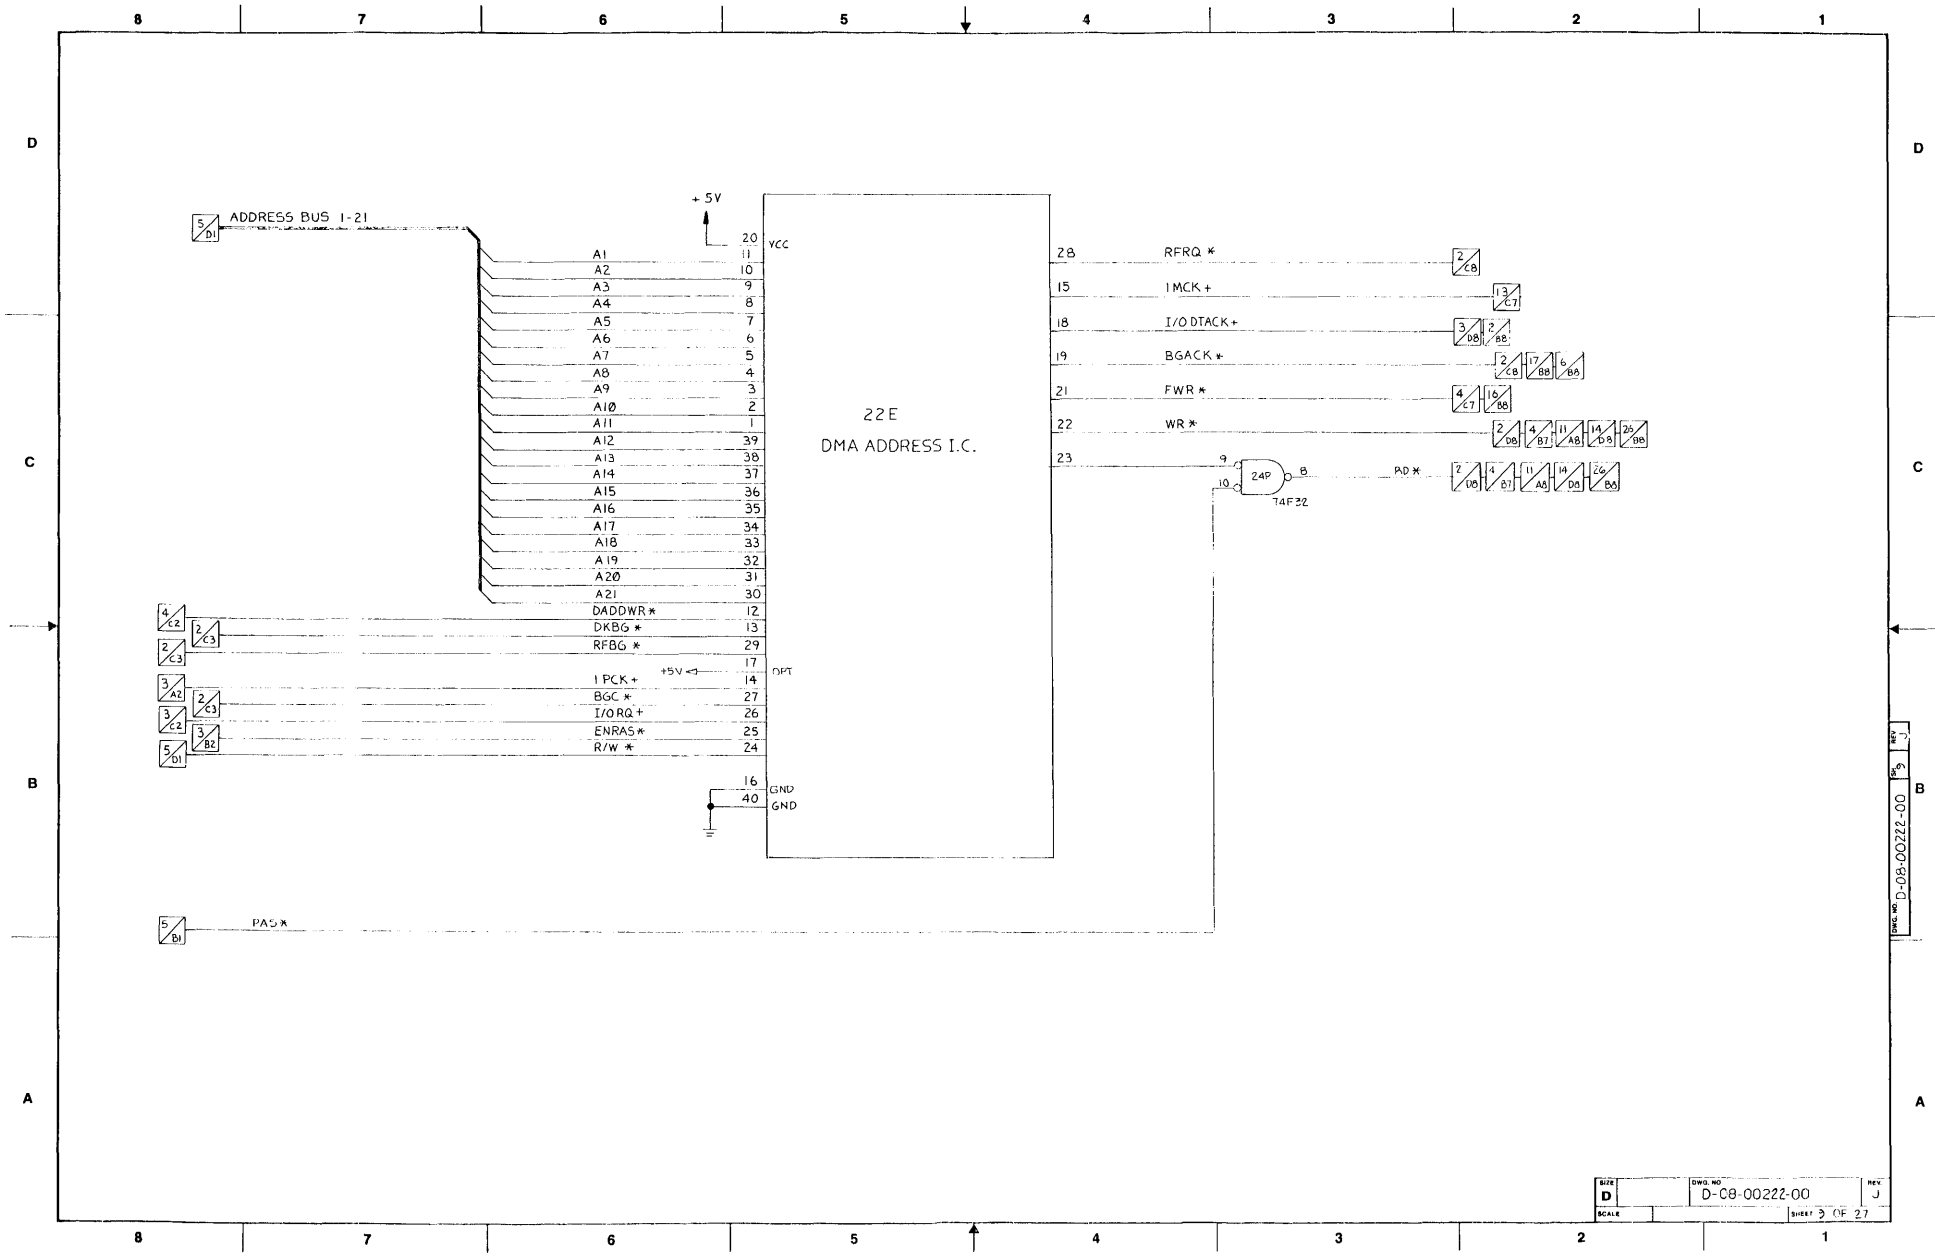 8 7 6 5 4 3 2 1
D D
+ 5V
5/D1 ADDRESS BUS 1-21
20 VCC
A1 11
A2 10
A3 9
A4 8
A5 7
A6 6
A7 5
A8 4
A9 3
A10 2
A11 1
A12 39
A13 38
A14 37
A15 36
A16 35
A17 34
A18 33
A19 32
A20 31
A21 30
4/C2 DADDWR* 12
2/C3 DKBG* 13
2/C3 RFBG* 29
+5V 17 OPT
3/A2 1PCK+ 14
2/C3 BGC* 27
3/C2 I/ORQ+ 26
3/B2 ENRAS* 25
5/D1 R/W* 24
16 GND
40 GND
22E
DMA ADDRESS I.C.
28 RFRQ* 2/C8
15 1MCK+ 13/C7
18 I/ODTACK+ 3/D8 2/B8
19 BGACK* 2/C8 17/B8 6/B8
21 FWR* 4/C7 16/B8
22 WR* 2/D8 4/B7 11/A8 14/D8 26/B8
23
9
10
24P
8 RD* 2/D8 4/B7 11/A8 14/D8 26/B8
74F32
5/B1 PAS*
C C
B B
A A
REV J
SH. 9
DWG. NO. D-08-00222-00
SIZE D
DWG. NO D-08-00222-00
REV. J
SCALE
SHEET 9 OF 27
8 7 6 5 4 3 2 1